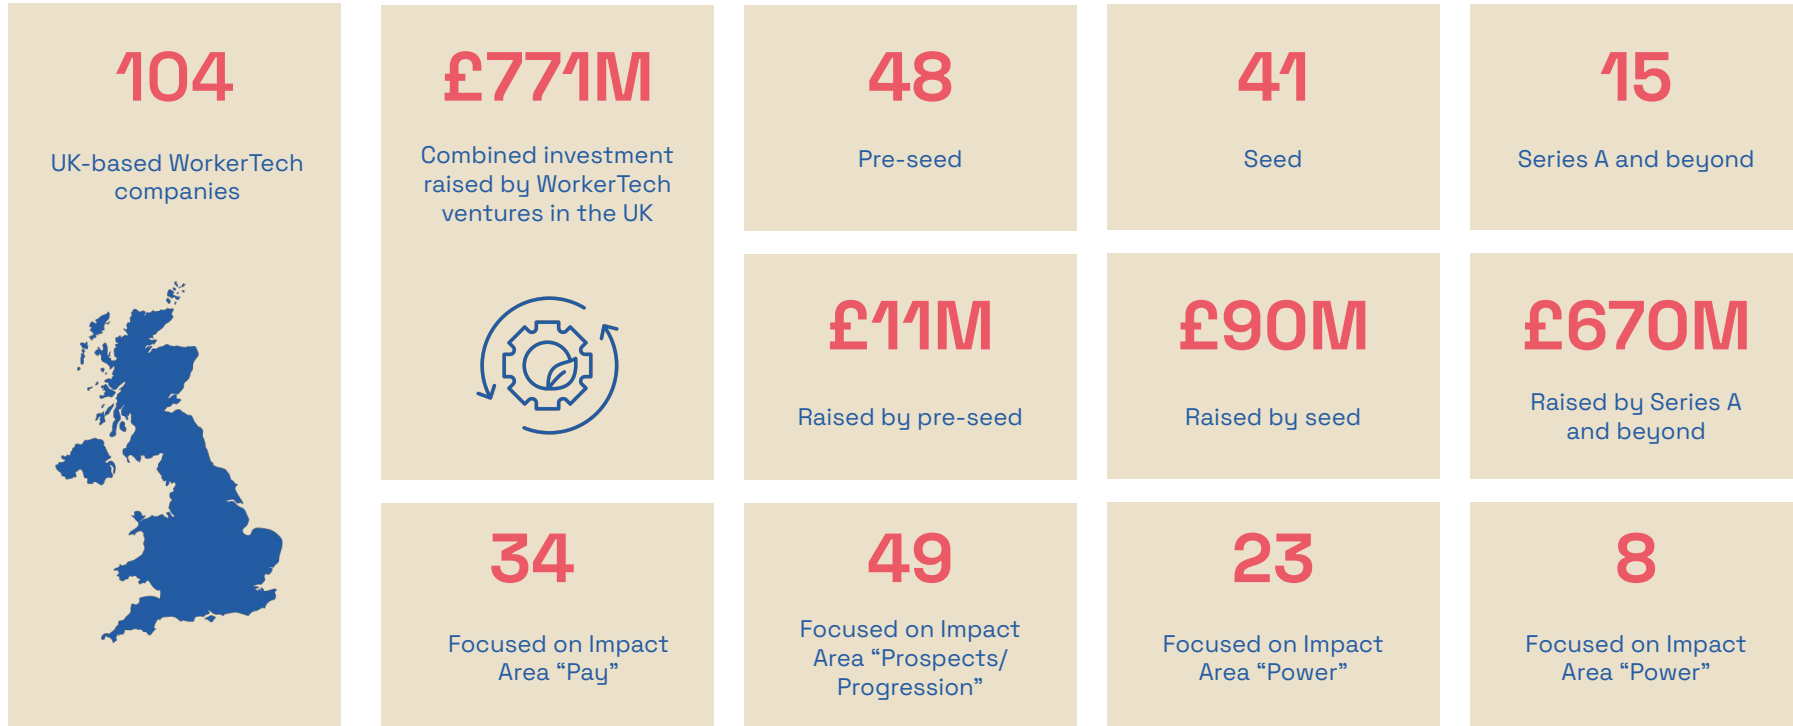 104
UK-based WorkerTech
companies
£771M
Combined investment
raised by WorkerTech
ventures in the UK
48
Pre-seed
41
Seed
15
Series A and beyond
£11M
Raised by pre-seed
£90M
Raised by seed
£670M
Raised by Series A
and beyond
34
Focused on Impact
Area “Pay”
49
Focused on Impact
Area “Prospects/
Progression”
23
Focused on Impact
Area “Power”
8
Focused on Impact
Area “Power”